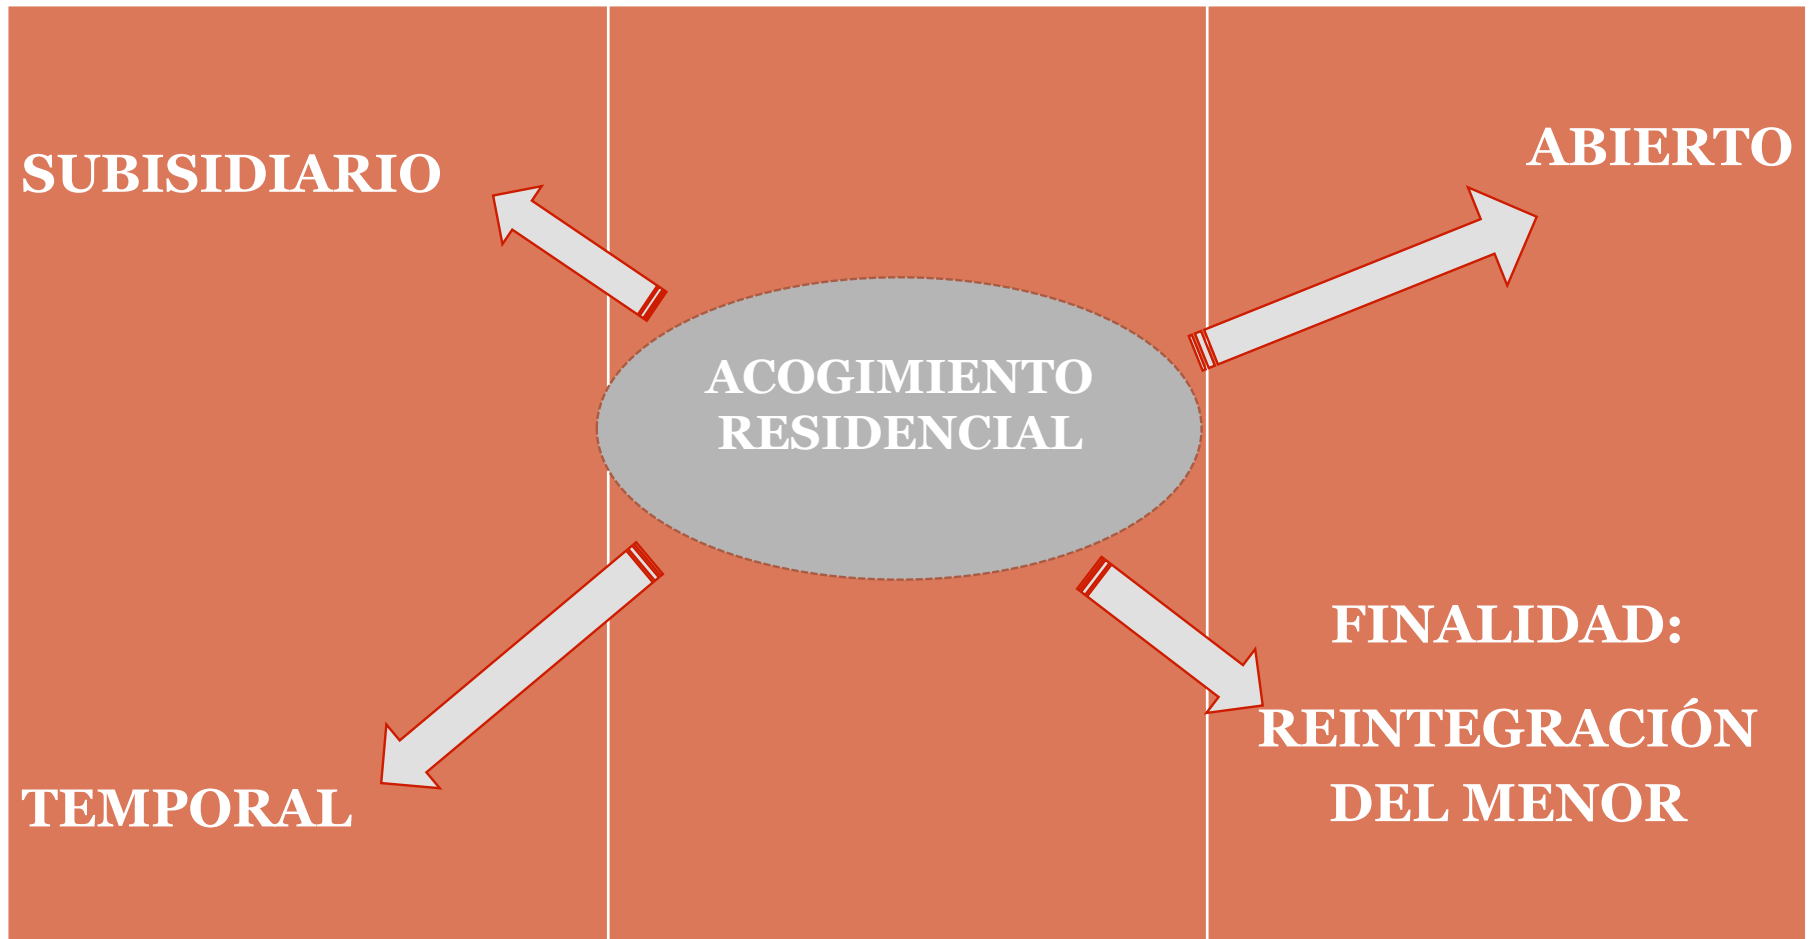 SUBISIDIARIO
ABIERTO
ACOGIMIENTO
RESIDENCIAL
TEMPORAL
FINALIDAD:
REINTEGRACIÓN
DEL MENOR